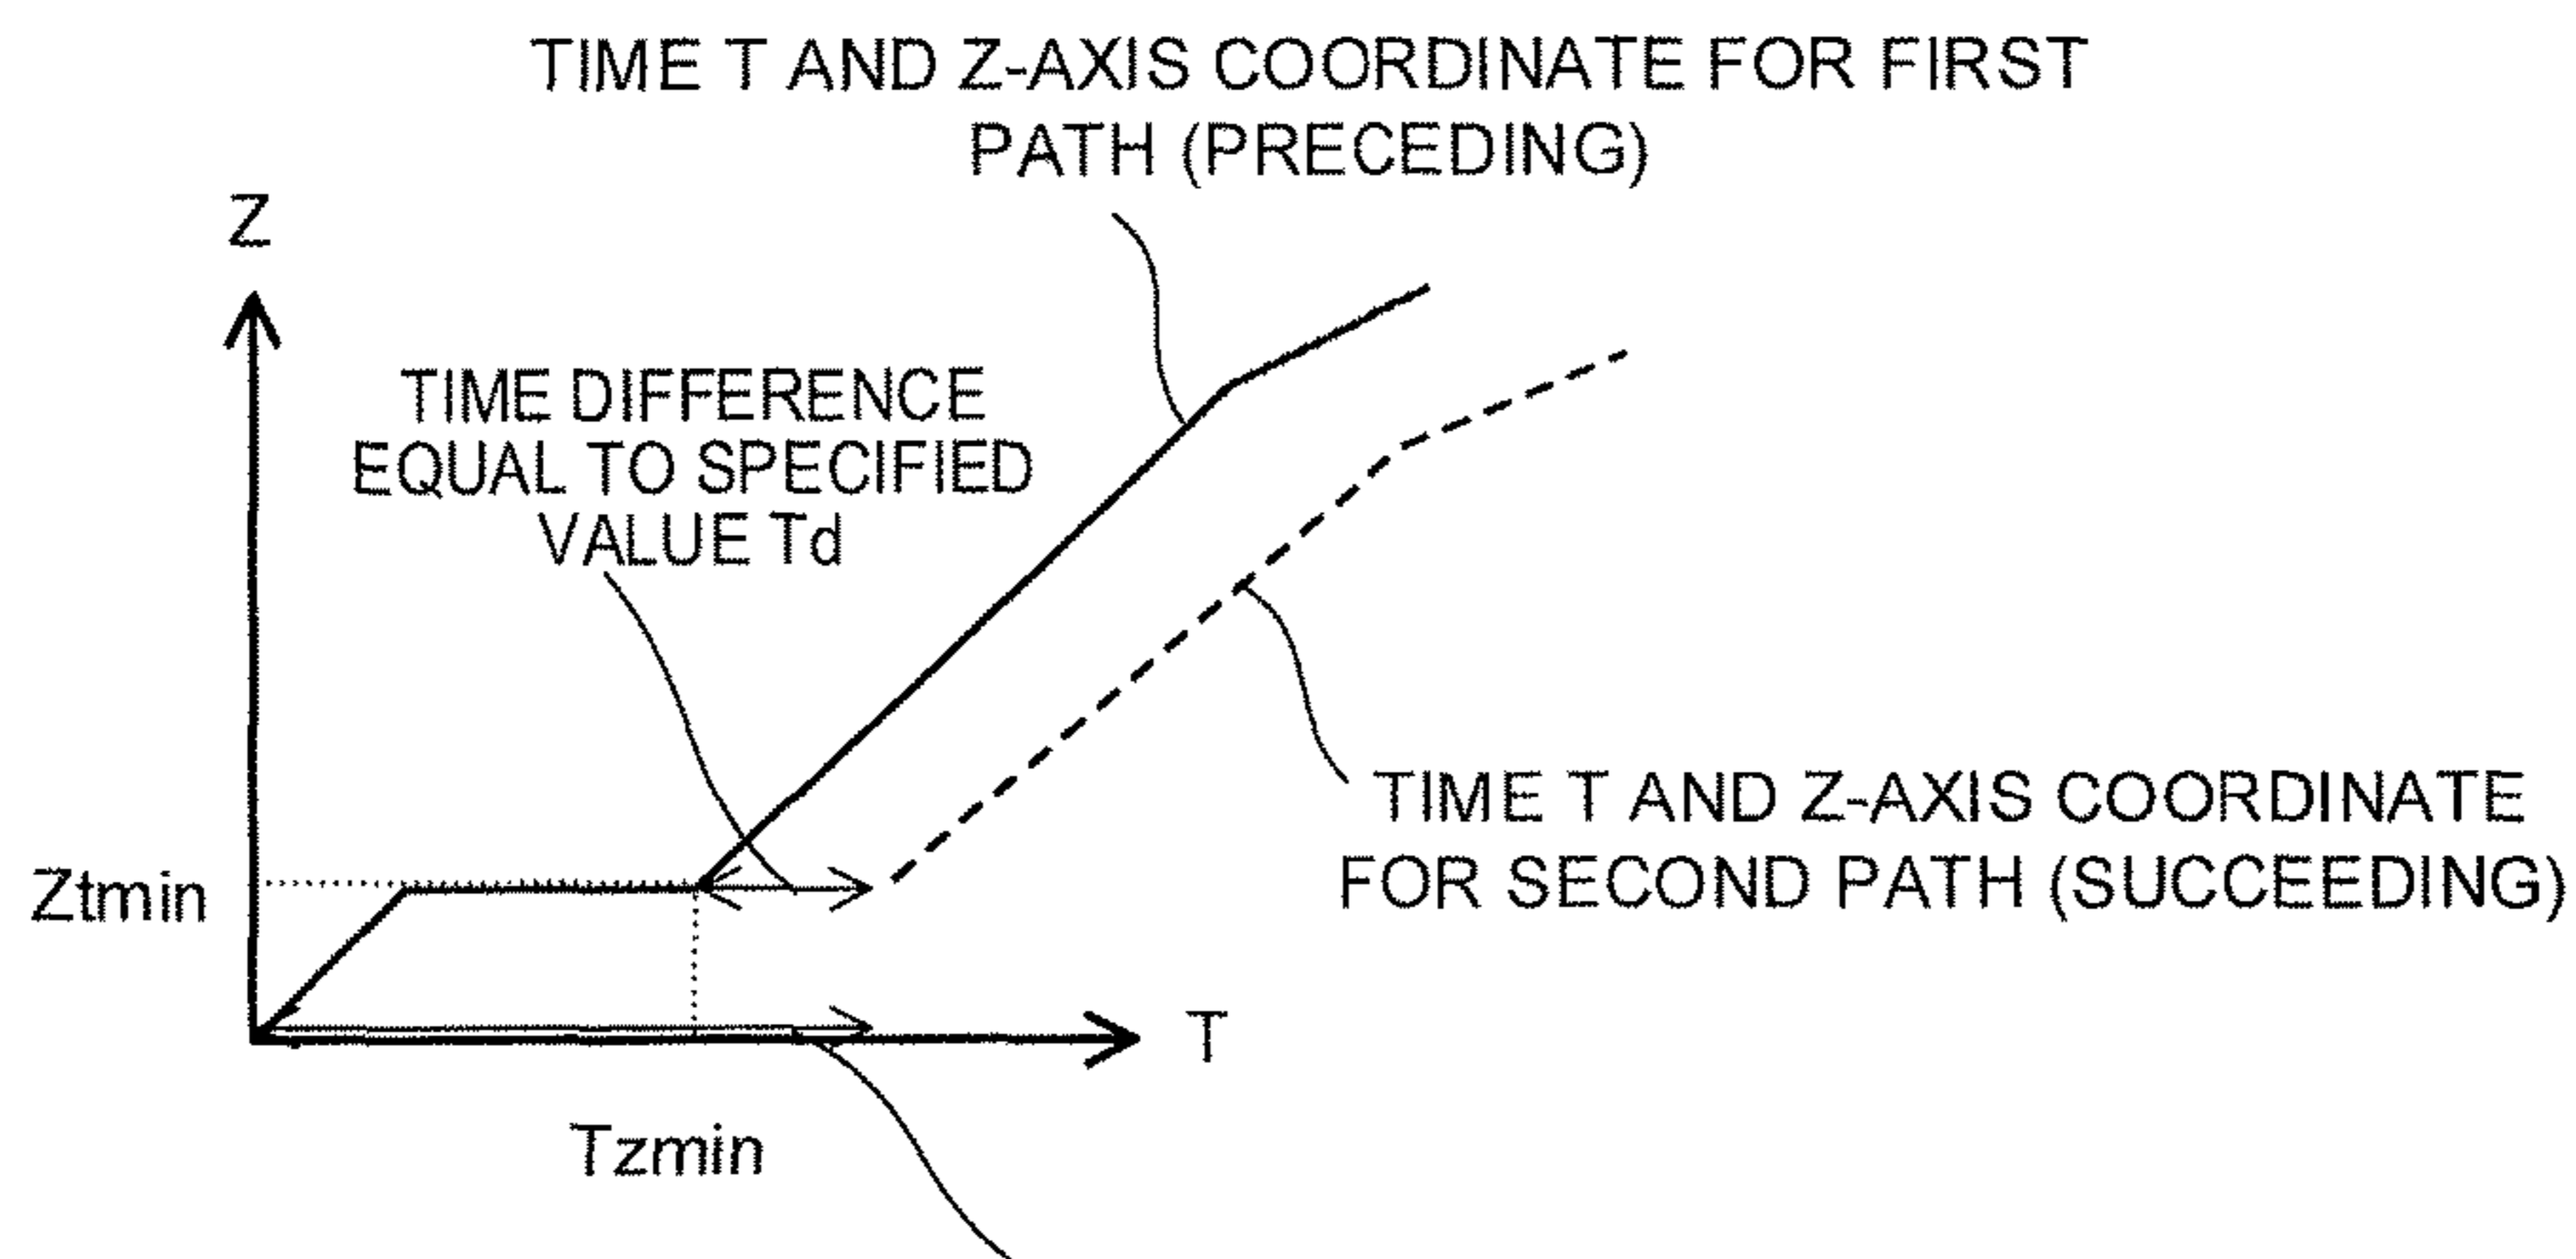 TIME T AND Z-AXIS COORDINATE FOR FIRST
PATH (PRECEDING)
Z
TIME DIFFERENCE
EQUAL TO SPECIFIED
VALUE Td
TIME T AND Z-AXIS COORDINATE
FOR SECOND PATH (SUCCEEDING)
Ztmin
T
Tzmin